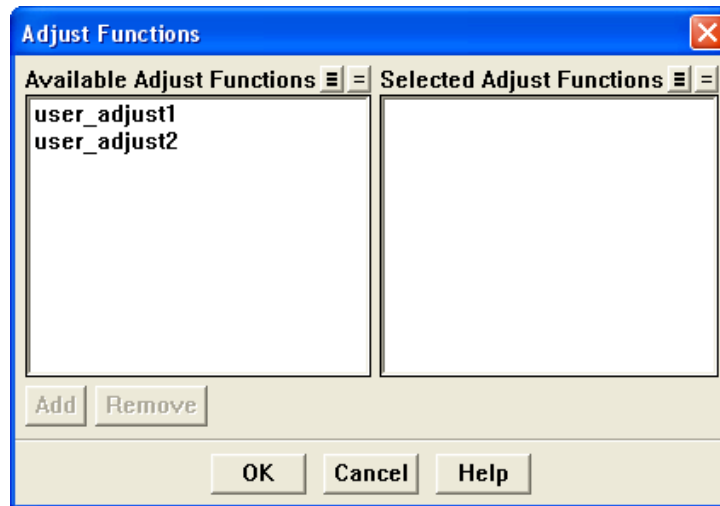 Adjust Functions
Available Adjust Functions
Selected Adjust Functions
user_adjust1
user_adjust2
Add
Remove
OK
Cancel
Help